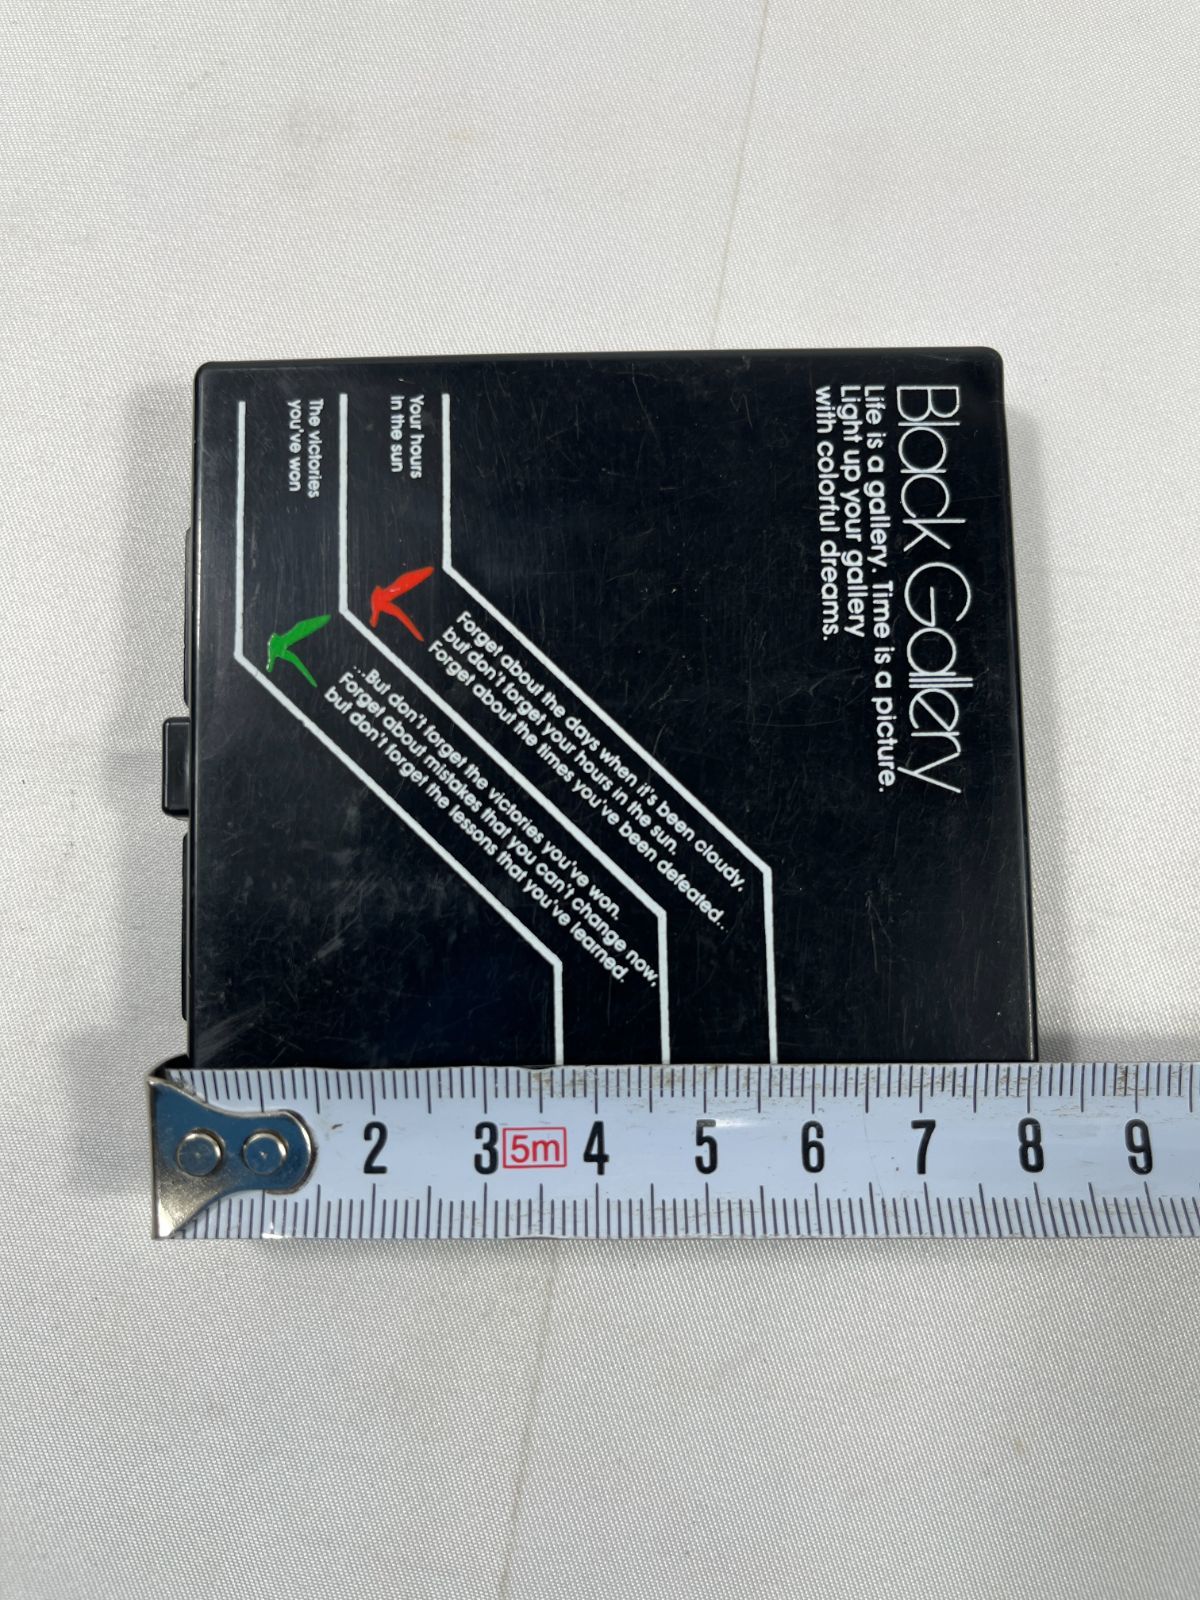 Black Gallery
Life is a gallery. Time is a picture.
Light up your gallery
with colorful dreams.
Your hours
in the sun
Forget about the days when it's been cloudy,
but don't forget your hours in the sun.
Forget about the times you've been defeated...
The victories
you've won
...But don't forget the victories you've won.
Forget about mistakes that you can't change now,
but don't forget the lessons that you've learned.
2 3 5m 4 5 6 7 8 9